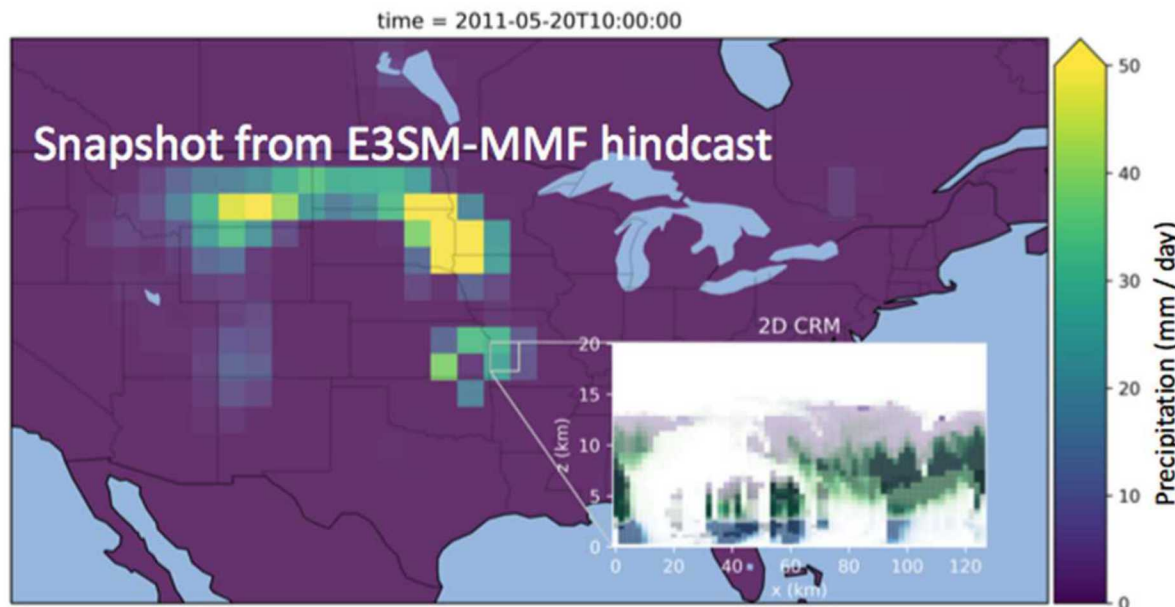 time = 2011-05-20T10:00:00
Snapshot from E3SM-MMF hindcast
50
40
30
20
10
0
Precipitation (mm / day)
2D CRM
20
15
10
5
0
z (km)
0 20 40 60 80 100 120
x (km)